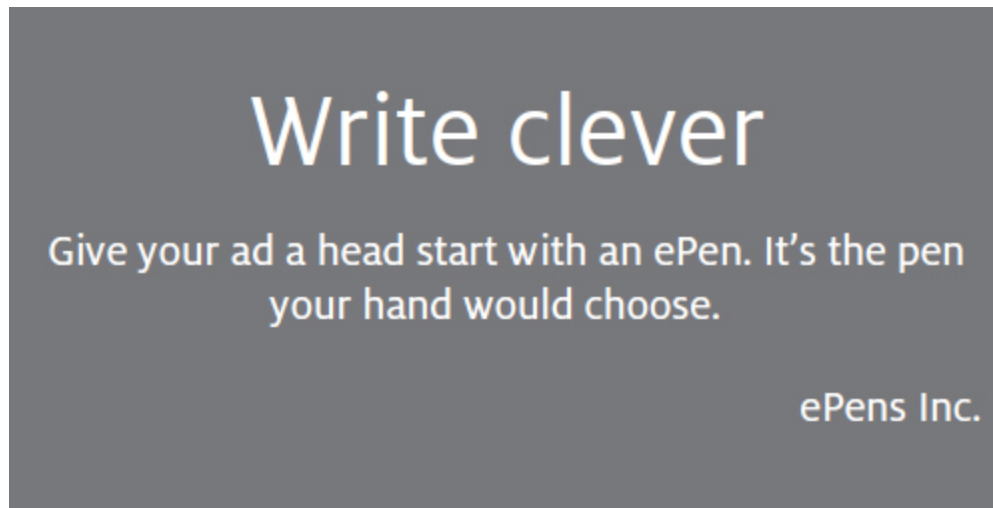 Write clever
Give your ad a head start with an ePen. It’s the pen
your hand would choose.
ePens Inc.